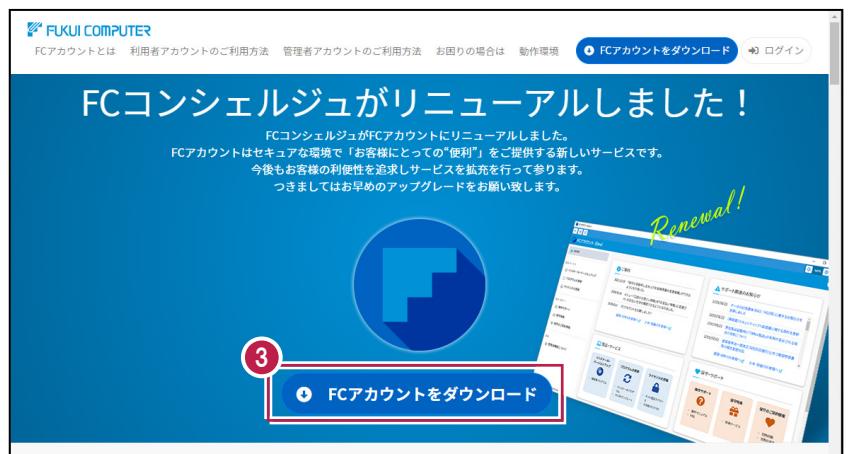 FUKUI COMPUTER
FCアカウントとは 利用者アカウントのご利用方法 管理者アカウントのご利用方法 お困りの場合は 動作環境 FCアカウントをダウンロード ログイン
FCコンシェルジュがリニューアルしました！
FCコンシェルジュがFCアカウントにリニューアルしました。
FCアカウントはセキュアな環境で「お客様にとっての“便利”」をご提供する新しいサービスです。
今後もお客様の利便性を追求しサービスを拡充を行って参ります。
つきましてはお早めのアップグレードをお願い致します。
Renewal!
3
FCアカウントをダウンロード